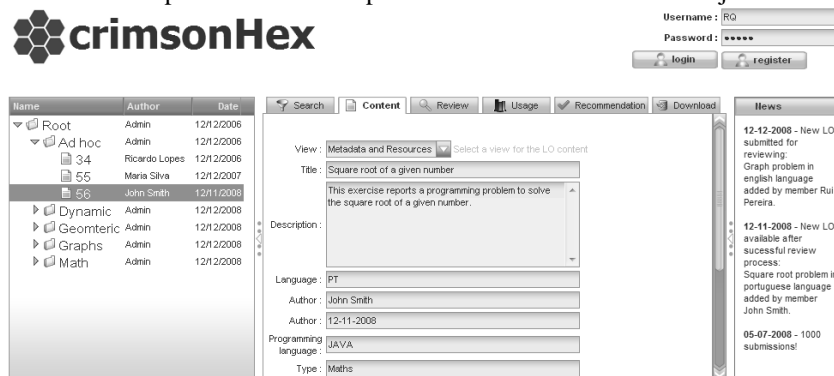 crimsonHex
Username : RQ
Password : •••••
login register
Name Author Date
Root Admin 12/12/2006
Ad hoc Admin 12/12/2006
34 Ricardo Lopes 12/12/2006
55 Maria Silva 12/12/2007
56 John Smith 12/11/2008
Dynamic Admin 12/12/2008
Geomteric Admin 12/12/2008
Graphs Admin 12/12/2008
Math Admin 12/12/2008
Search Content Review Usage Recommendation Download
View : Metadata and Resources Select a view for the LO content
Title : Square root of a given number
Description : This exercise reports a programming problem to solve
the square root of a given number.
Language : PT
Author : John Smith
Author : 12-11-2008
Programming
language : JAVA
Type : Maths
News
12-12-2008 - New LO
submitted for
reviewing:
Graph problem in
english language
added by member Rui
Pereira.
12-11-2008 - New LO
available after
sucessful review
process:
Square root problem in
portuguese language
added by member
John Smith.
05-07-2008 - 1000
submissions!